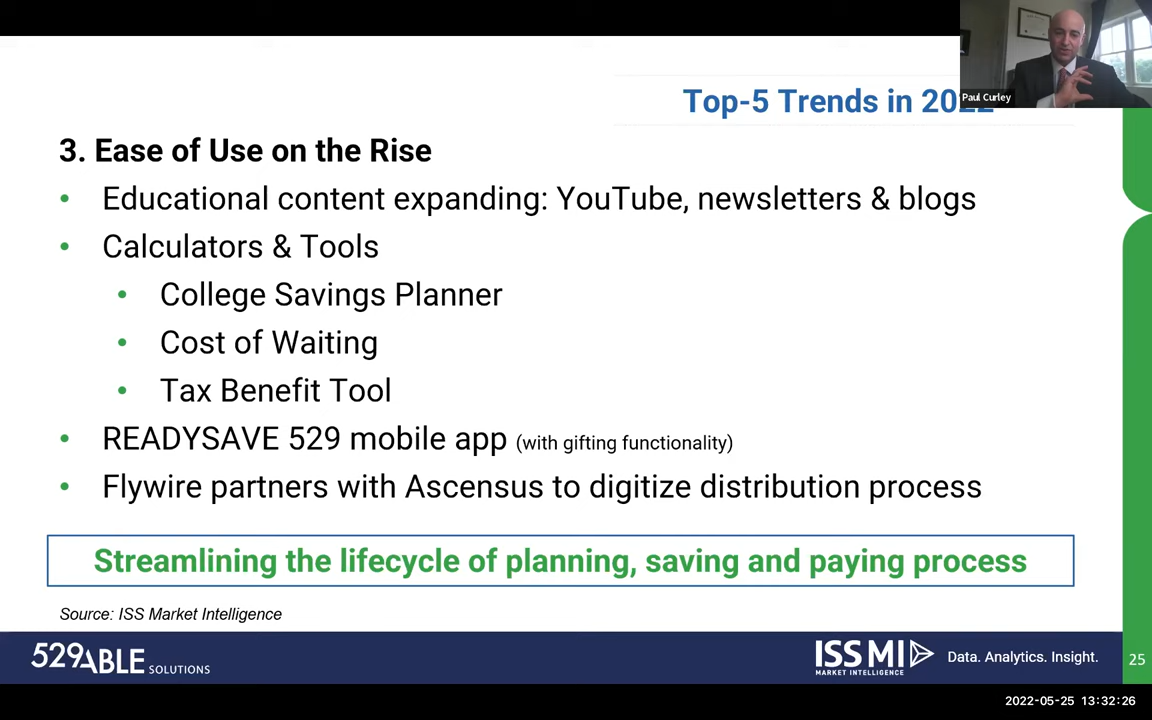 Paul Curley
Top-5 Trends in 2022
3. Ease of Use on the Rise
• Educational content expanding: YouTube, newsletters & blogs
• Calculators & Tools
• College Savings Planner
• Cost of Waiting
• Tax Benefit Tool
• READYSAVE 529 mobile app (with gifting functionality)
• Flywire partners with Ascensus to digitize distribution process
Streamlining the lifecycle of planning, saving and paying process
Source: ISS Market Intelligence
529ABLE SOLUTIONS
ISS MI
MARKET INTELLIGENCE
Data. Analytics. Insight.
25
2022-05-25 13:32:26